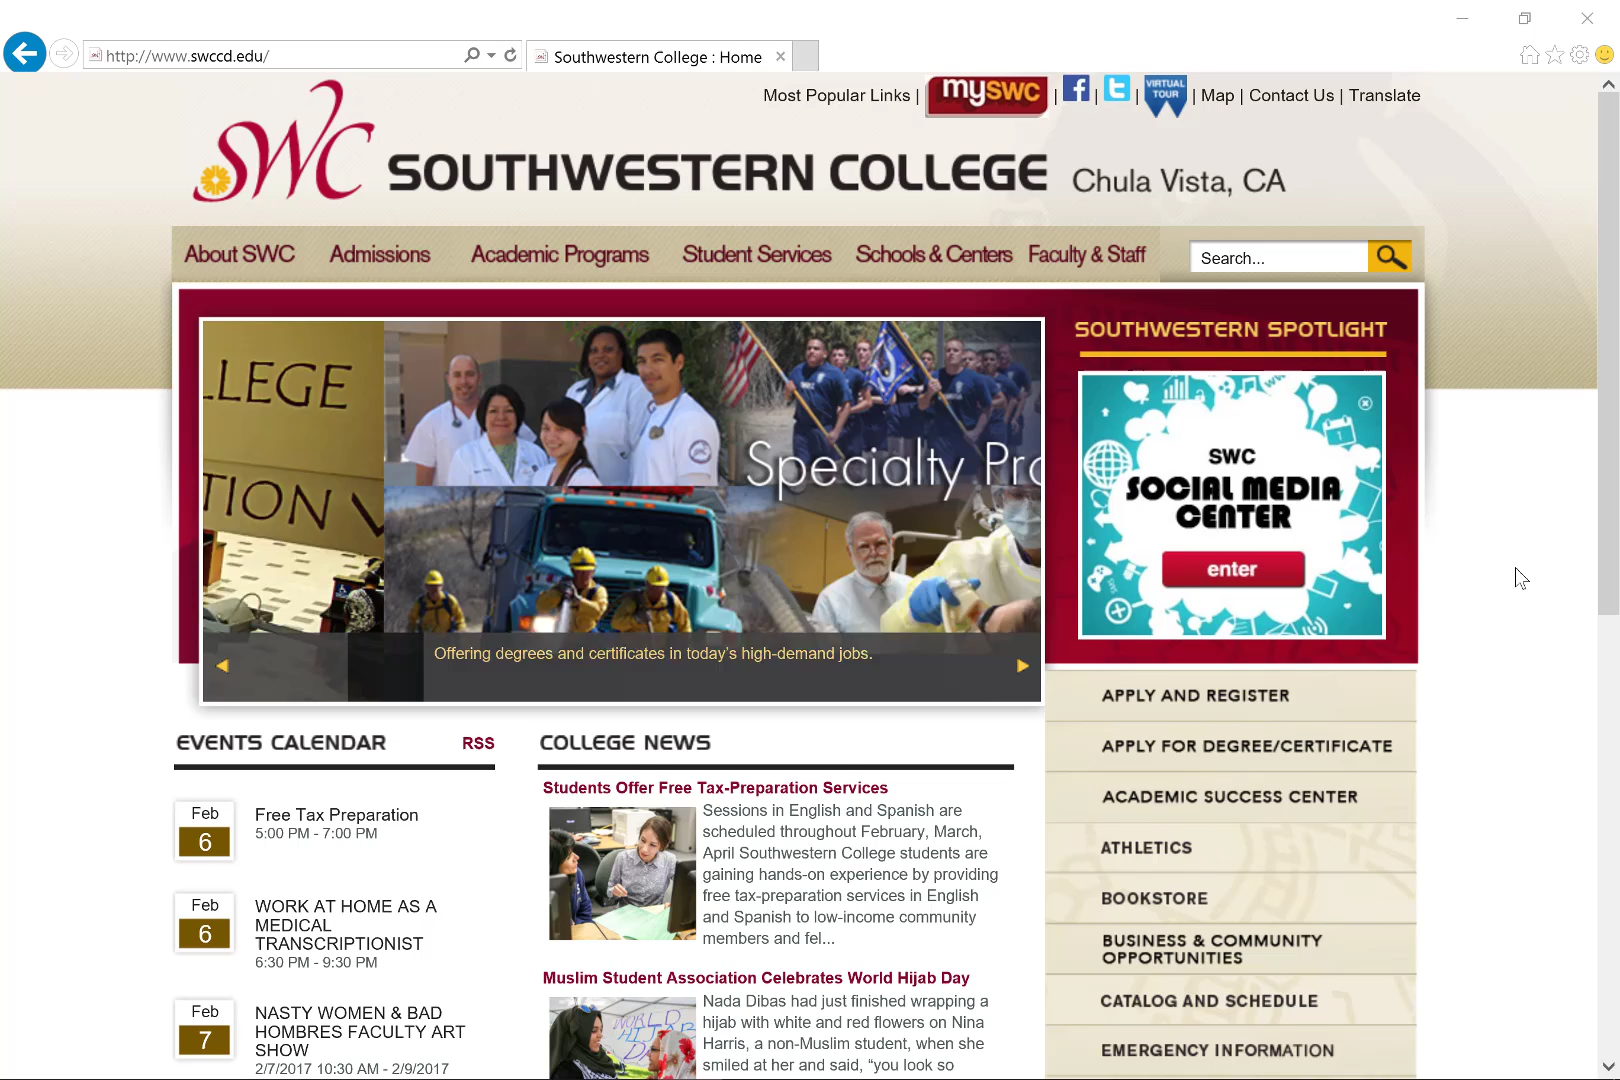 http://www.swccd.edu/
Southwestern College : Home
Most Popular Links | mySWC | | | VIRTUAL TOUR | Map | Contact Us | Translate
SWC SOUTHWESTERN COLLEGE Chula Vista, CA
About SWC Admissions Academic Programs Student Services Schools & Centers Faculty & Staff Search...
LLEGE
TION
Specialty Pro
Offering degrees and certificates in today's high-demand jobs.
SOUTHWESTERN SPOTLIGHT
SWC
SOCIAL MEDIA
CENTER
enter
APPLY AND REGISTER
APPLY FOR DEGREE/CERTIFICATE
ACADEMIC SUCCESS CENTER
ATHLETICS
BOOKSTORE
BUSINESS & COMMUNITY
OPPORTUNITIES
CATALOG AND SCHEDULE
EMERGENCY INFORMATION
EVENTS CALENDAR RSS
Feb
6
Free Tax Preparation
5:00 PM - 7:00 PM
Feb
6
WORK AT HOME AS A
MEDICAL
TRANSCRIPTIONIST
6:30 PM - 9:30 PM
Feb
7
NASTY WOMEN & BAD
HOMBRES FACULTY ART
SHOW
2/7/2017 10:30 AM - 2/9/2017
COLLEGE NEWS
Students Offer Free Tax-Preparation Services
Sessions in English and Spanish are
scheduled throughout February, March,
April Southwestern College students are
gaining hands-on experience by providing
free tax-preparation services in English
and Spanish to low-income community
members and fel...
Muslim Student Association Celebrates World Hijab Day
WORLD
HIJAB
DA
Nada Dibas had just finished wrapping a
hijab with white and red flowers on Nina
Harris, a non-Muslim student, when she
smiled at her and said, “you look so